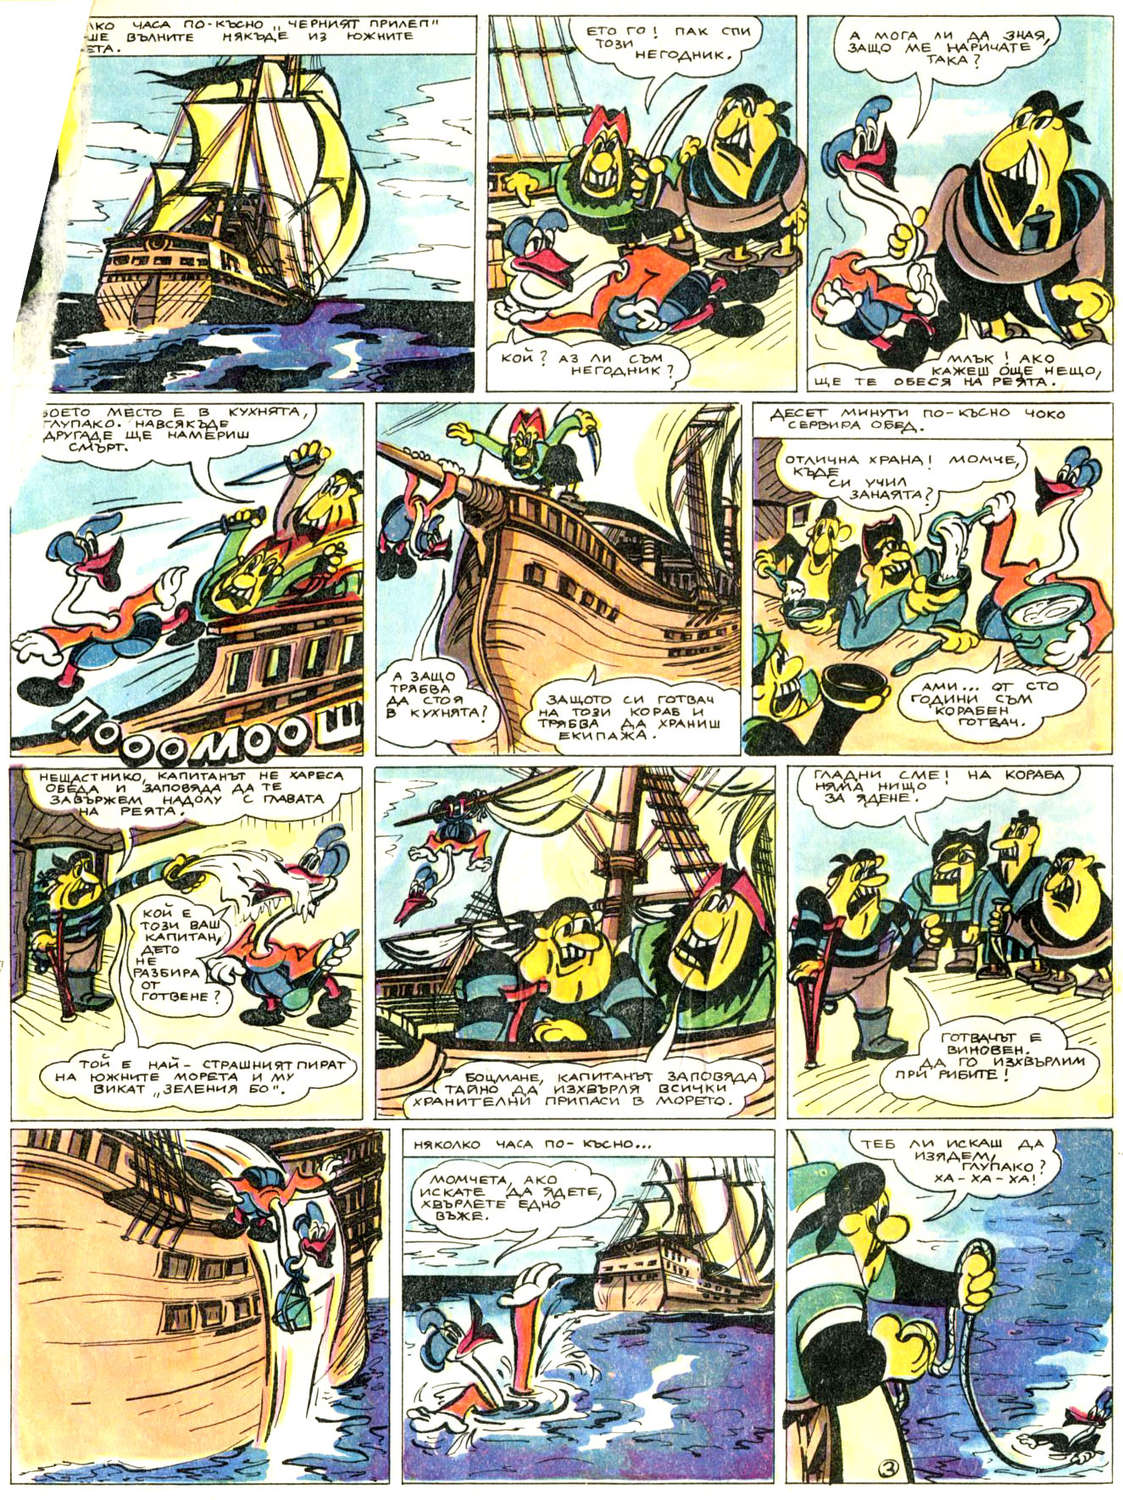 ЧАСА ПО-КЪСНО „ЧЕРНИЯТ ПРИЛЕП"
ВЪЛНИТЕ НЯКЪДЕ ИЗ ЮЖНИТЕ
ЕТО ГО! ПАК СПИ
ТОЗИ
НЕГОДНИК.
КОЙ? АЗ ЛИ СЪМ
НЕГОДНИК?
А МОГА ЛИ ДА ЗНАЯ,
ЗАЩО МЕ НАРИЧАТЕ
ТАКА?
МЛЪК! АКО
КАЖЕШ ОЩЕ НЕЩО,
ЩЕ ТЕ ОБЕСЯ НА РЕЯТА.
МЕСТО Е В КУХНЯТА,
ГЛУПАКО. НАВСЯКЪДЕ
ДРУГАДЕ ЩЕ НАМЕРИШ
СМЪРТ.
ПОООМООЩ
А ЗАЩО
ТРЯБВА
ДА СТОЯ
В КУХНЯТА?
ЗАЩОТО СИ ГОТВАЧ
НА ТОЗИ КОРАБ И
ТРЯБВА ДА ХРАНИШ
ЕКИПАЖА.
ДЕСЕТ МИНУТИ ПО-КЪСНО ЧОКО
СЕРВИРА ОБЕД.
ОТЛИЧНА ХРАНА! МОМЧЕ,
КЪДЕ
СИ УЧИЛ
ЗАНАЯТА?
АМИ... ОТ СТО
ГОДИНИ СЪМ
КОРАБЕН
ГОТВАЧ.
НЕЩАСТНИКО, КАПИТАНЪТ НЕ ХАРЕСА
ОБЕДА И ЗАПОВЯДА ДА ТЕ
ЗАВЪРЖЕМ НАДОЛУ С ГЛАВАТА
НА РЕЯТА.
КОЙ Е
ТОЗИ ВАШ
КАПИТАН,
ДЕТО
НЕ
РАЗБИРА
ОТ
ГОТВЕНЕ?
ТОЙ Е НАЙ-СТРАШНИЯТ ПИРАТ
НА ЮЖНИТЕ МОРЕТА И МУ
ВИКАТ „ЗЕЛЕНИЯ БО".
БОЦМАНЕ, КАПИТАНЪТ ЗАПОВЯДА
ТАЙНО ДА ИЗХВЪРЛЯ ВСИЧКИ
ХРАНИТЕЛНИ ПРИПАСИ В МОРЕТО.
ГЛАДНИ СМЕ! НА КОРАБА
НЯМА НИЩО
ЗА ЯДЕНЕ.
ГОТВАЧЪТ Е
ВИНОВЕН.
ДА ГО ИЗХВЪРЛИМ
ПРИ РИБИТЕ!
НЯКОЛКО ЧАСА ПО-КЪСНО...
МОМЧЕТА, АКО
ИСКАТЕ ДА ЯДЕТЕ,
ХВЪРЛЕТЕ ЕДНО
ВЪЖЕ.
ТЕБ ЛИ ИСКАШ ДА
ИЗЯДЕМ,
ГЛУПАКО?
ХА-ХА-ХА!
3